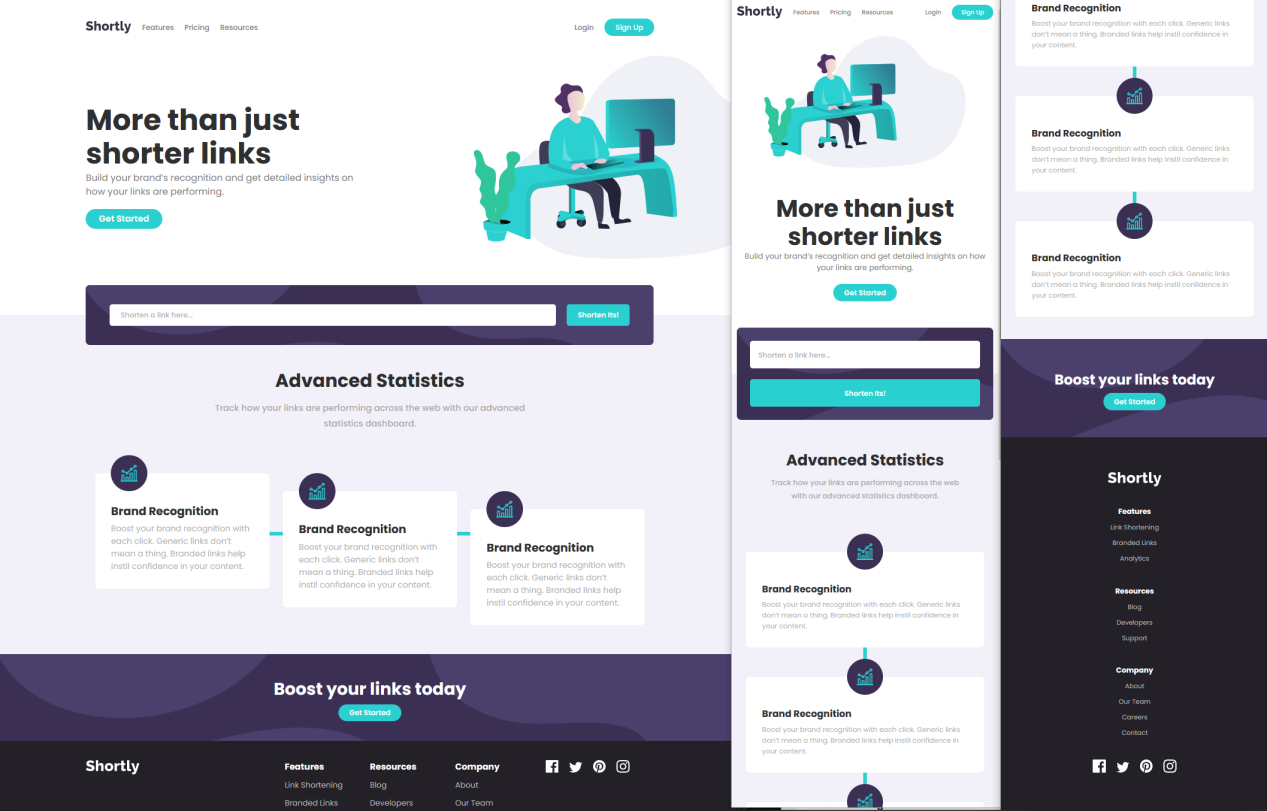 Shortly Features Pricing Resources Login Sign Up
More than just
shorter links
Build your brand's recognition and get detailed insights on
how your links are performing.
Get Started
Shorten a link here...
Shorten Its!
Advanced Statistics
Track how your links are performing across the web with our advanced
statistics dashboard.
Brand Recognition
Boost your brand recognition with
each click. Generic links don't
mean a thing. Branded links help
instil confidence in your content.
Brand Recognition
Boost your brand recognition with
each click. Generic links don't
mean a thing. Branded links help
instil confidence in your content.
Brand Recognition
Boost your brand recognition with
each click. Generic links don't
mean a thing. Branded links help
instil confidence in your content.
Boost your links today
Get Started
Shortly
Features
Link Shortening
Branded Links
Resources
Blog
Developers
Company
About
Our Team
Shortly Features Pricing Resources Login Sign Up
More than just
shorter links
Build your brand's recognition and get detailed insights on how
your links are performing.
Get Started
Shorten a link here...
Shorten Its!
Advanced Statistics
Track how your links are performing across the web
with our advanced statistics dashboard.
Brand Recognition
Boost your brand recognition with each click. Generic links
don't mean a thing. Branded links help instil confidence in
your content.
Brand Recognition
Boost your brand recognition with each click. Generic links
don't mean a thing. Branded links help instil confidence in
your content.
Brand Recognition
Boost your brand recognition with each click. Generic links
don't mean a thing. Branded links help instil confidence in
your content.
Brand Recognition
Boost your brand recognition with each click. Generic links
don't mean a thing. Branded links help instil confidence in
your content.
Brand Recognition
Boost your brand recognition with each click. Generic links
don't mean a thing. Branded links help instil confidence in
your content.
Boost your links today
Get Started
Shortly
Features
Link Shortening
Branded Links
Analytics
Resources
Blog
Developers
Support
Company
About
Our Team
Careers
Contact